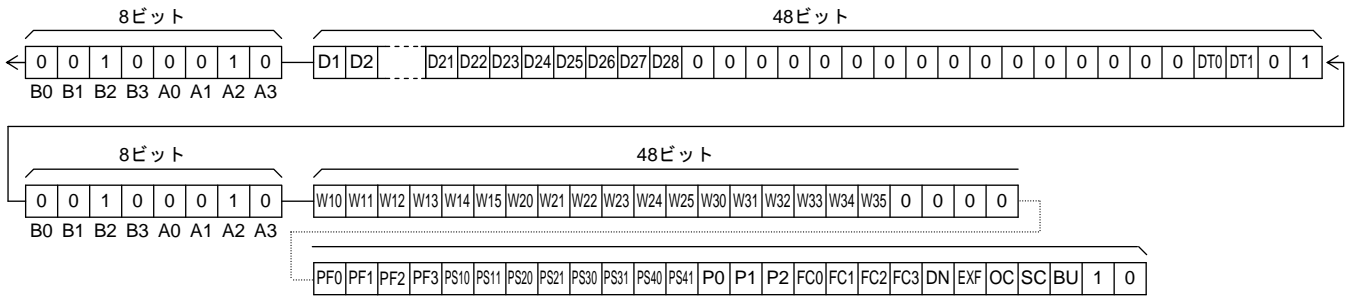 8ビット 48ビット
0 0 1 0 0 0 1 0 D1 D2 D21 D22 D23 D24 D25 D26 D27 D28 0 0 0 0 0 0 0 0 0 0 0 0 0 0 0 0 DT0 DT1 0 1
B0 B1 B2 B3 A0 A1 A2 A3
8ビット 48ビット
0 0 1 0 0 0 1 0 W10 W11 W12 W13 W14 W15 W20 W21 W22 W23 W24 W25 W30 W31 W32 W33 W34 W35 0 0 0 0
B0 B1 B2 B3 A0 A1 A2 A3
PF0 PF1 PF2 PF3 PS10 PS11 PS20 PS21 PS30 PS31 PS40 PS41 P0 P1 P2 FC0 FC1 FC2 FC3 DN EXF OC SC BU 1 0